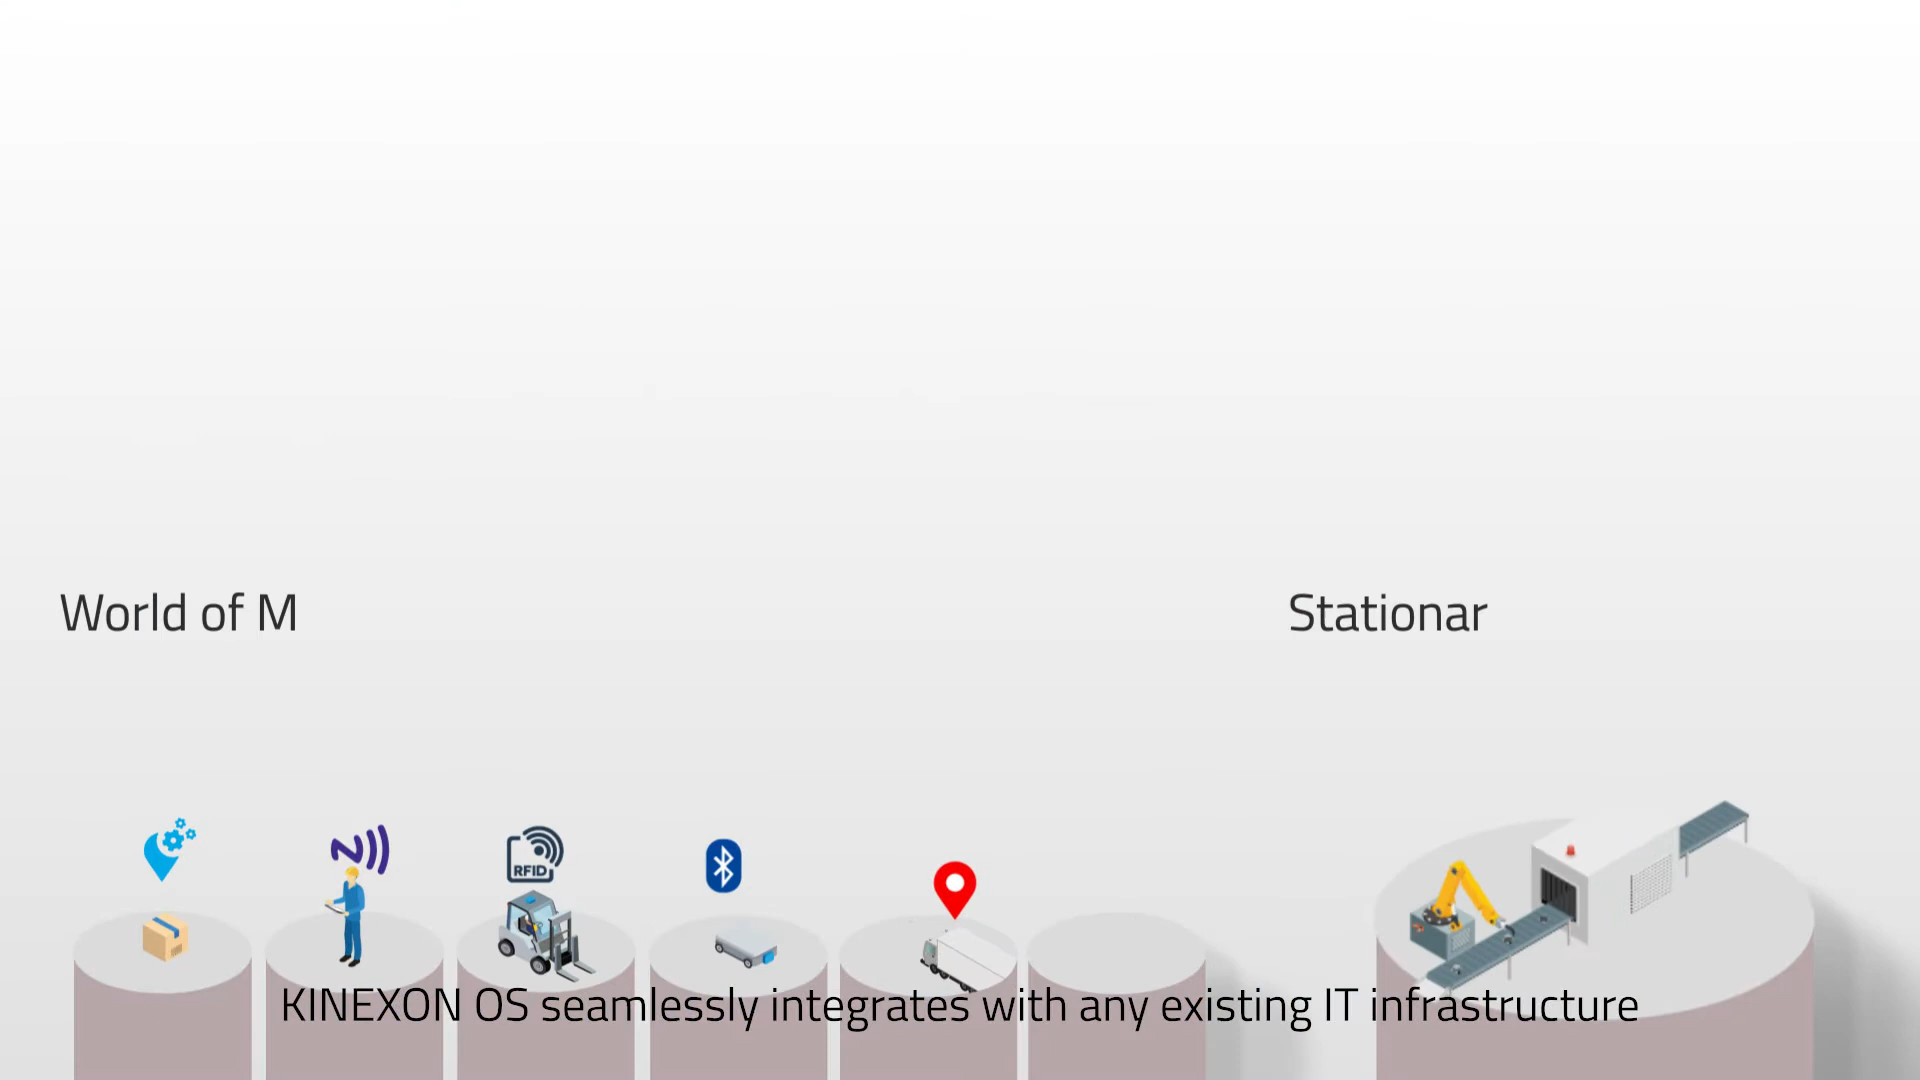 World of M
Stationar
RFID
KINEXON OS seamlessly integrates with any existing IT infrastructure